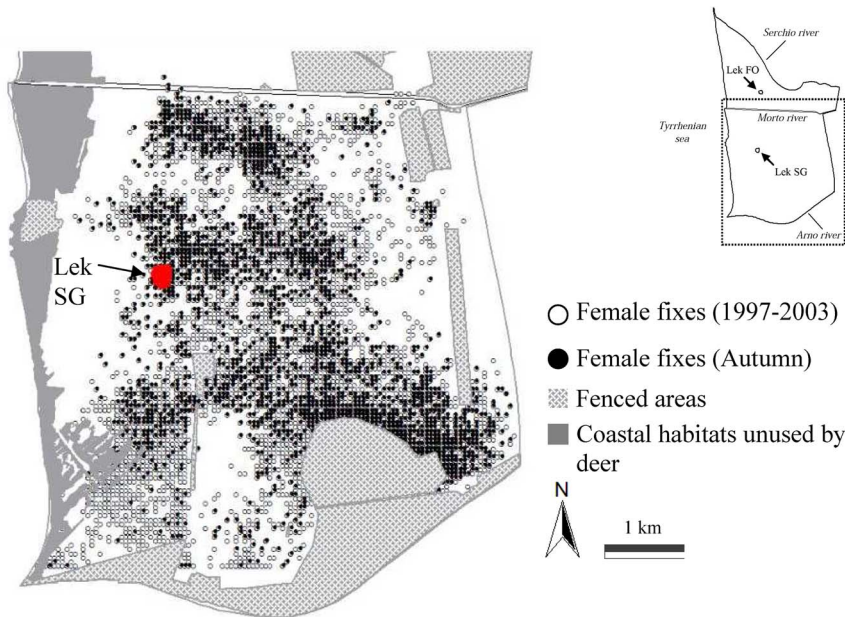 Serchio river
Lek FO
Tyrrhenian
sea
Morto river
Lek SG
Arno river
Lek
SG
Female fixes (1997-2003)
Female fixes (Autumn)
Fenced areas
Coastal habitats unused by
deer
N
1 km